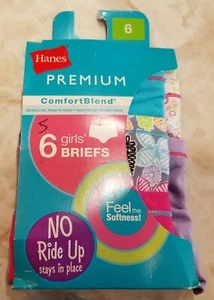 6
Hanes
PREMIUM
ComfortBlend®
5
6 girls'
BRIEFS
Feel the
Softness!
NO
Ride Up
stays in place